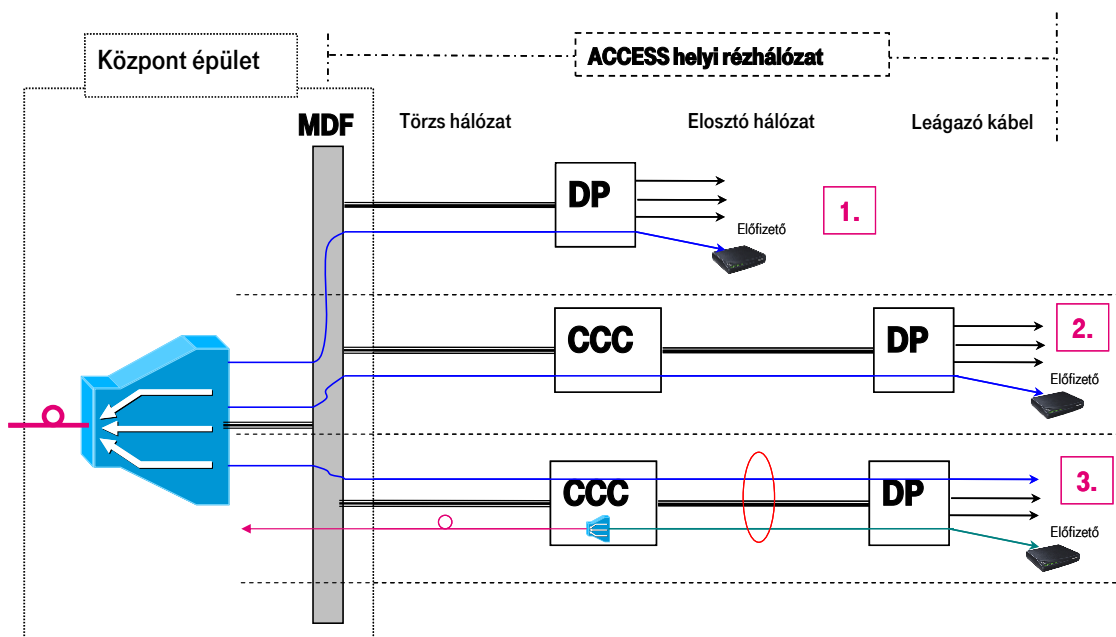 Központ épület
ACCESS helyi rézhálózat
MDF
Törzs hálózat
Elosztó hálózat
Leágazó kábel
DP
1.
Előfizető
CCC
DP
2.
Előfizető
CCC
DP
3.
Előfizető